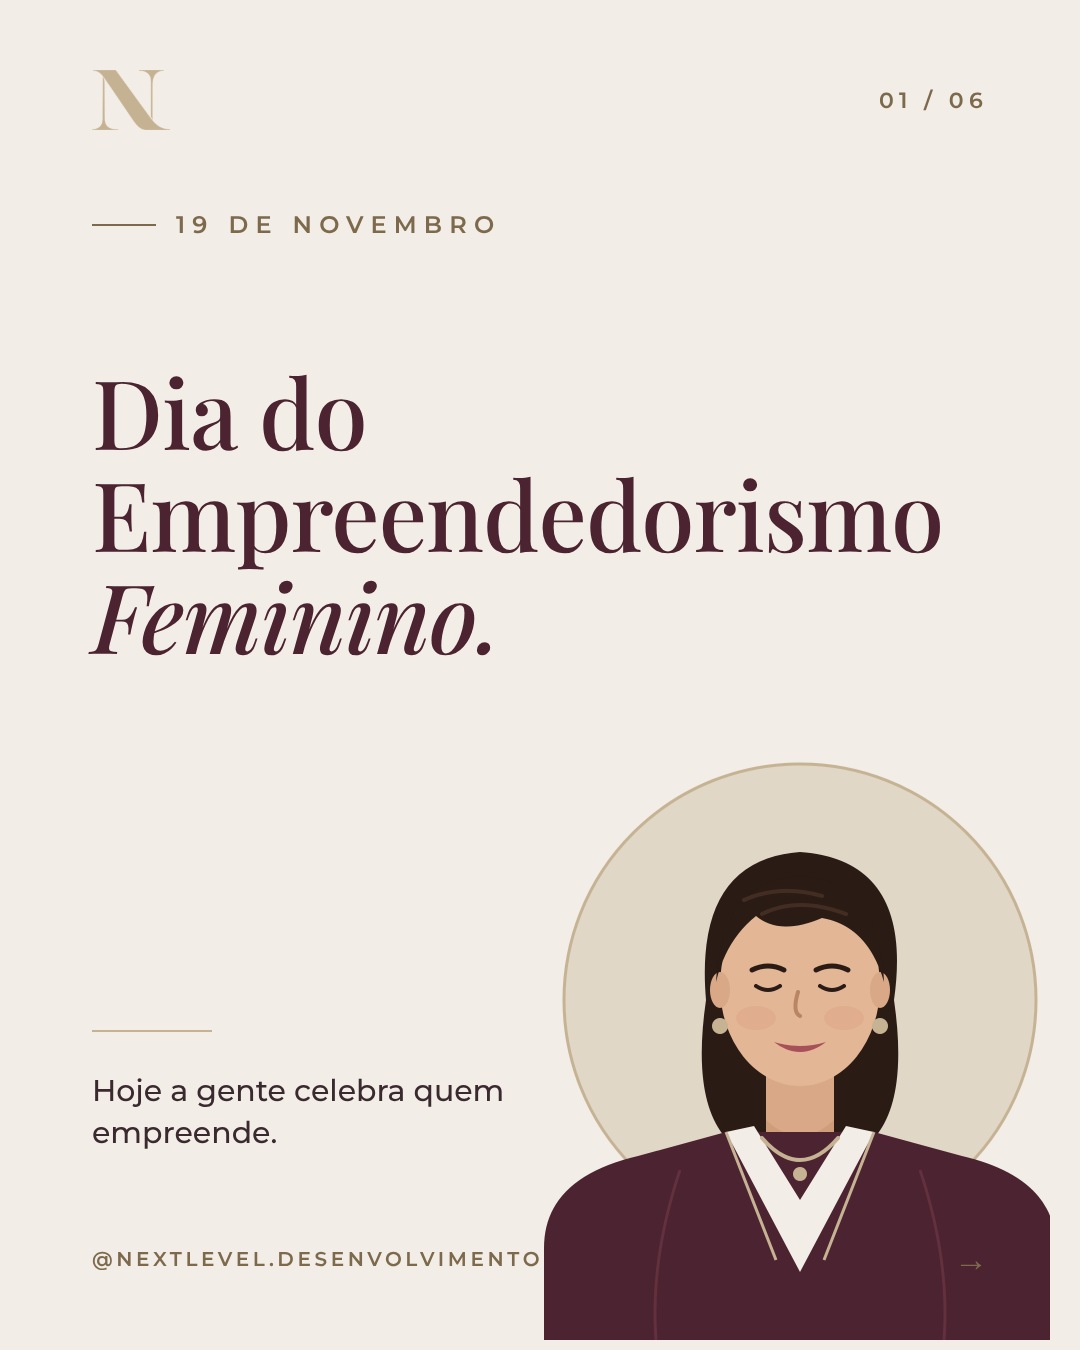 N
01 / 06
19 DE NOVEMBRO
Dia do
Empreendedorismo
Feminino.
Hoje a gente celebra quem
empreende.
@NEXTLEVEL.DESENVOLVIMENTO
→